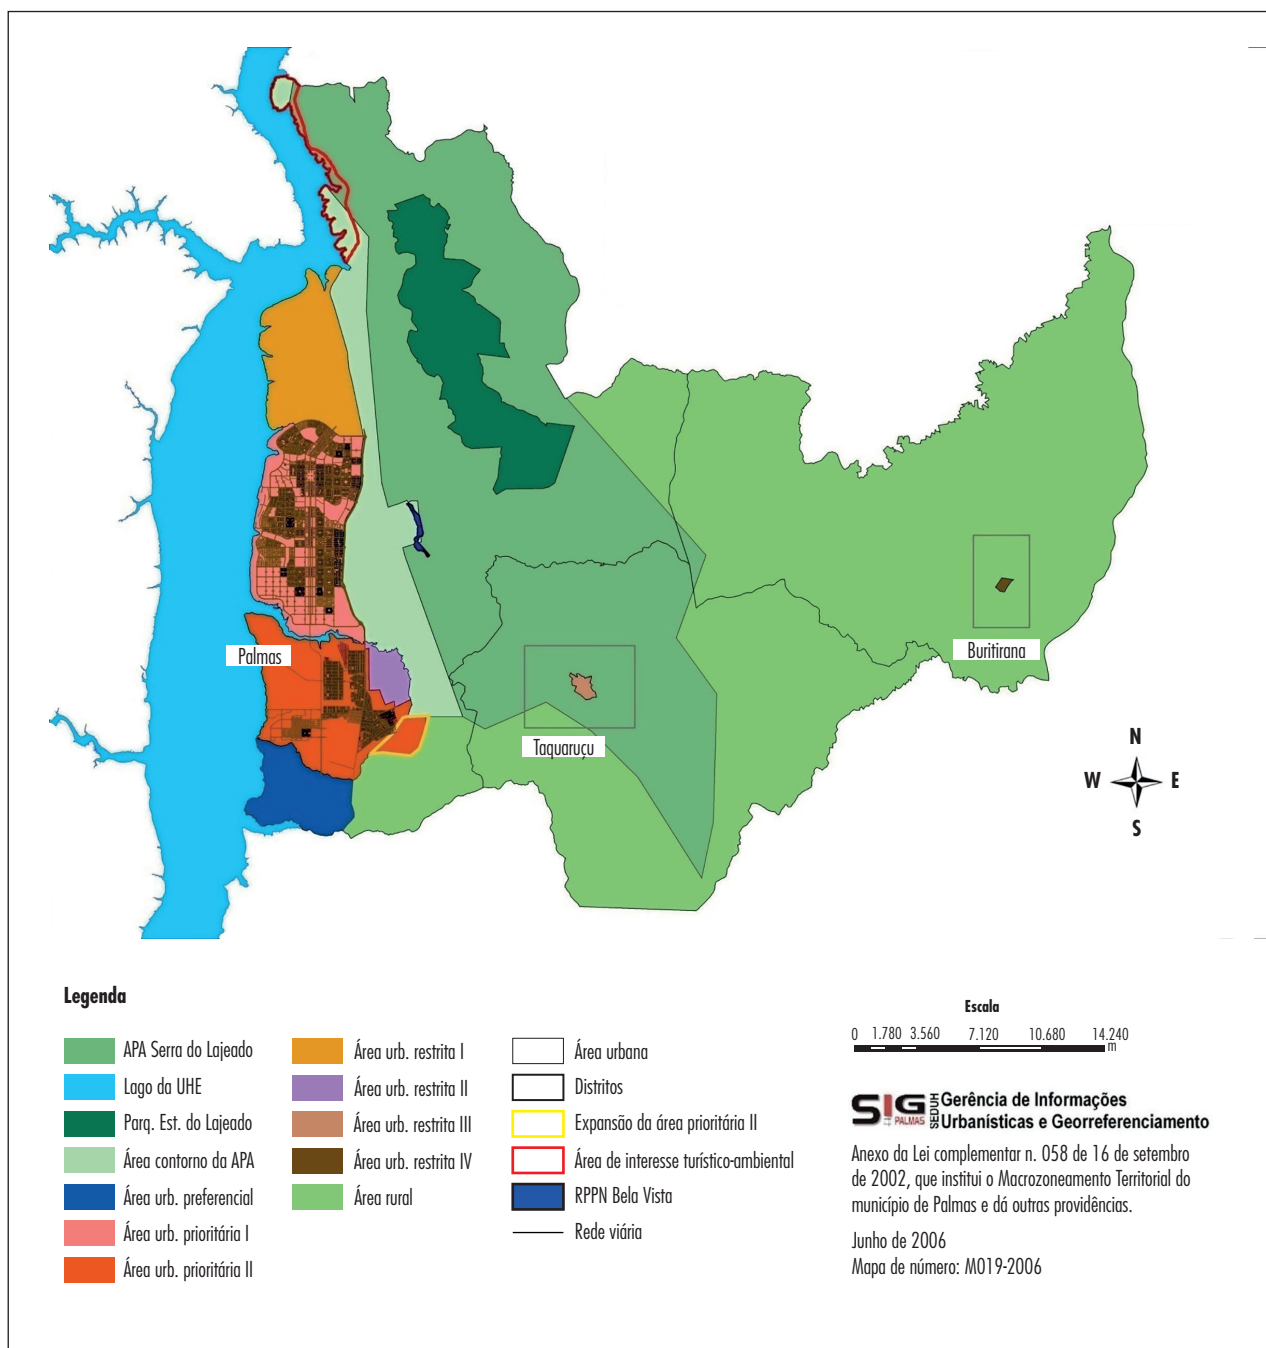 Palmas
Taquaruçu
Buritirana
N
W
E
S
Legenda
APA Serra do Lajeado
Lago da UHE
Parq. Est. do Lajeado
Área contorno da APA
Área urb. preferencial
Área urb. prioritária I
Área urb. prioritária II
Área urb. restrita I
Área urb. restrita II
Área urb. restrita III
Área urb. restrita IV
Área rural
Área urbana
Distritos
Expansão da área prioritária II
Área de interesse turístico-ambiental
RPPN Bela Vista
Rede viária
Escala
0 1.780 3.560 7.120 10.680 14.240
m
SIG PALMAS SEDUH
Gerência de Informações
Urbanísticas e Georreferenciamento
Anexo da Lei complementar n. 058 de 16 de setembro
de 2002, que institui o Macrozoneamento Territorial do
município de Palmas e dá outras providências.
Junho de 2006
Mapa de número: M019-2006